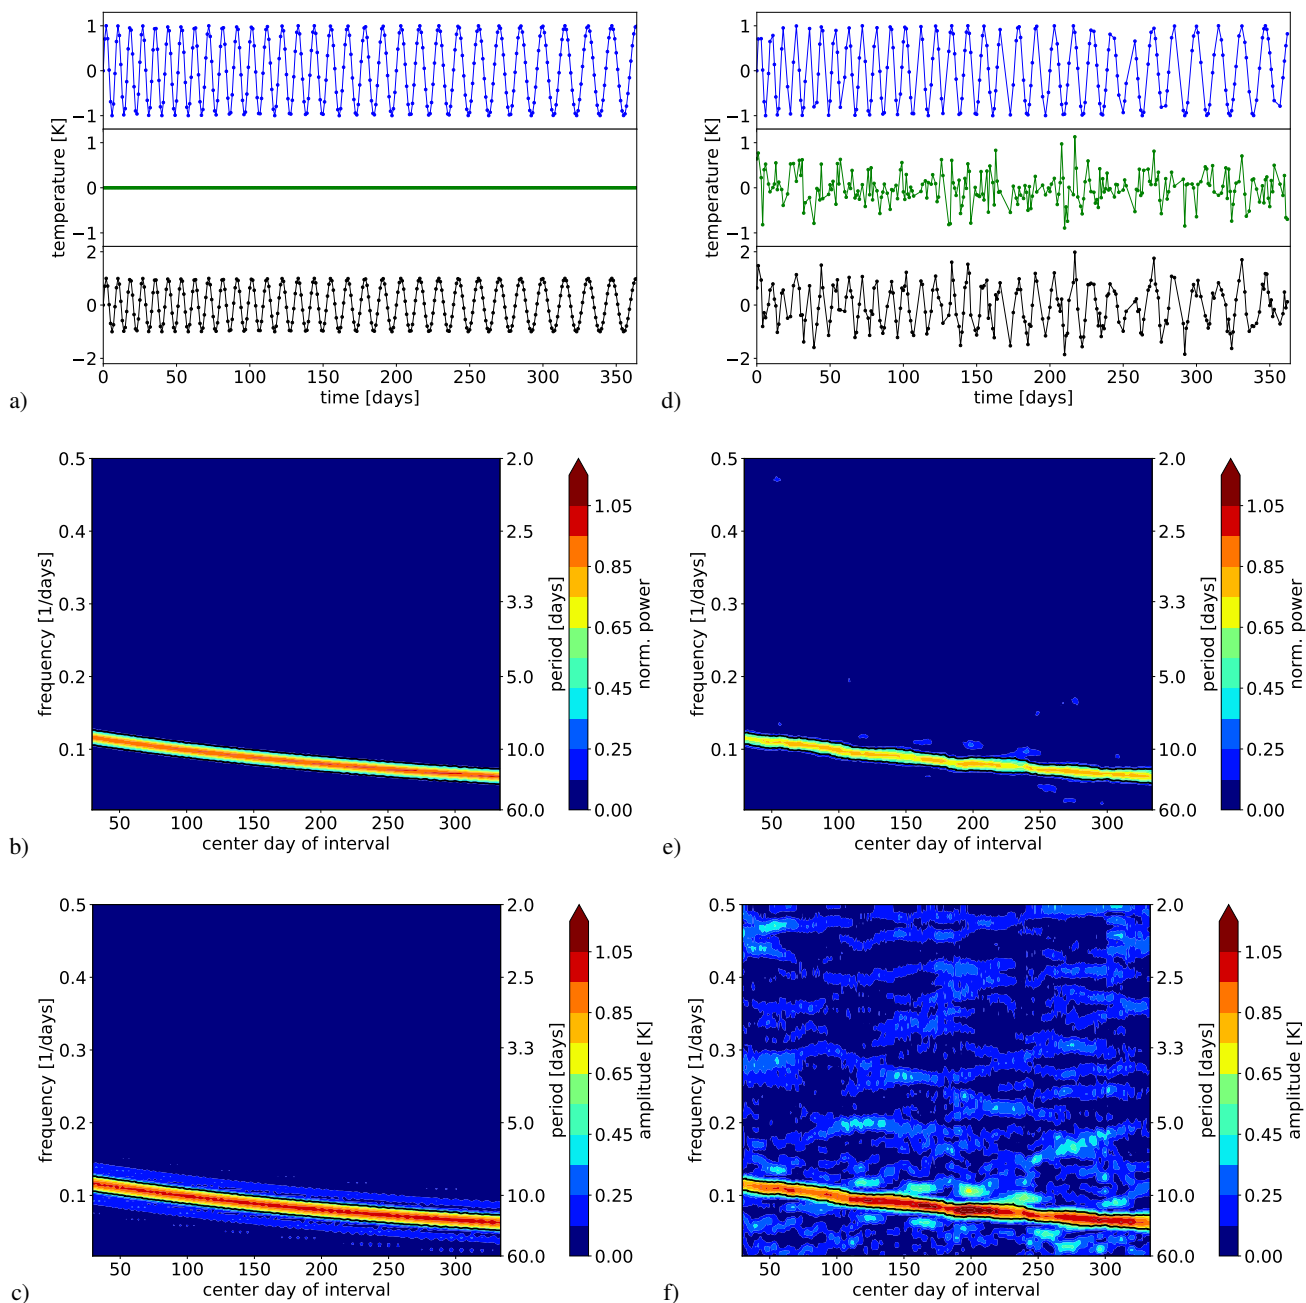 1
0
−1
1
0
−1
2
0
−2
temperature [K]
0 50 100 150 200 250 300 350
time [days]
a)
1
0
−1
1
0
−1
2
0
−2
temperature [K]
0 50 100 150 200 250 300 350
time [days]
d)
0.5
0.4
0.3
0.2
0.1
frequency [1/days]
2.0
2.5
3.3
5.0
10.0
60.0
period [days]
50 100 150 200 250 300
center day of interval
1.05
0.85
0.65
0.45
0.25
0.00
norm. power
b)
0.5
0.4
0.3
0.2
0.1
frequency [1/days]
2.0
2.5
3.3
5.0
10.0
60.0
period [days]
50 100 150 200 250 300
center day of interval
1.05
0.85
0.65
0.45
0.25
0.00
norm. power
e)
0.5
0.4
0.3
0.2
0.1
frequency [1/days]
2.0
2.5
3.3
5.0
10.0
60.0
period [days]
50 100 150 200 250 300
center day of interval
1.05
0.85
0.65
0.45
0.25
0.00
amplitude [K]
c)
0.5
0.4
0.3
0.2
0.1
frequency [1/days]
2.0
2.5
3.3
5.0
10.0
60.0
period [days]
50 100 150 200 250 300
center day of interval
1.05
0.85
0.65
0.45
0.25
0.00
amplitude [K]
f)